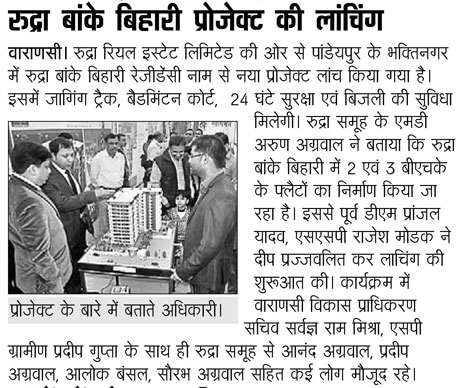 रुद्रा बांके बिहारी प्रोजेक्ट की लांचिंग
वाराणसी। रुद्रा रियल इस्टेट लिमिटेड की ओर से पांडेयपुर के भक्तिनगर
में रुद्रा बांके बिहारी रेजीडेंसी नाम से नया प्रोजेक्ट लांच किया गया है।
इसमें जागिंग ट्रैक, बैडमिंटन कोर्ट, 24 घंटे सुरक्षा एवं बिजली की सुविधा
मिलेगी। रुद्रा समूह के एमडी
अरुण अग्रवाल ने बताया कि रुद्रा
बांके बिहारी में 2 एवं 3 बीएचके
के फ्लैटों का निर्माण किया जा
रहा है। इससे पूर्व डीएम प्रांजल
यादव, एसएसपी राजेश मोडक ने
दीप प्रज्जवलित कर लाचिंग की
शुरूआत की। कार्यक्रम में
वाराणसी विकास प्राधिकरण
सचिव सर्वज्ञ राम मिश्रा, एसपी
ग्रामीण प्रदीप गुप्ता के साथ ही रुद्रा समूह से आनंद अग्रवाल, प्रदीप
अग्रवाल, आलोक बंसल, सौरभ अग्रवाल सहित कई लोग मौजूद रहे।
प्रोजेक्ट के बारे में बताते अधिकारी।